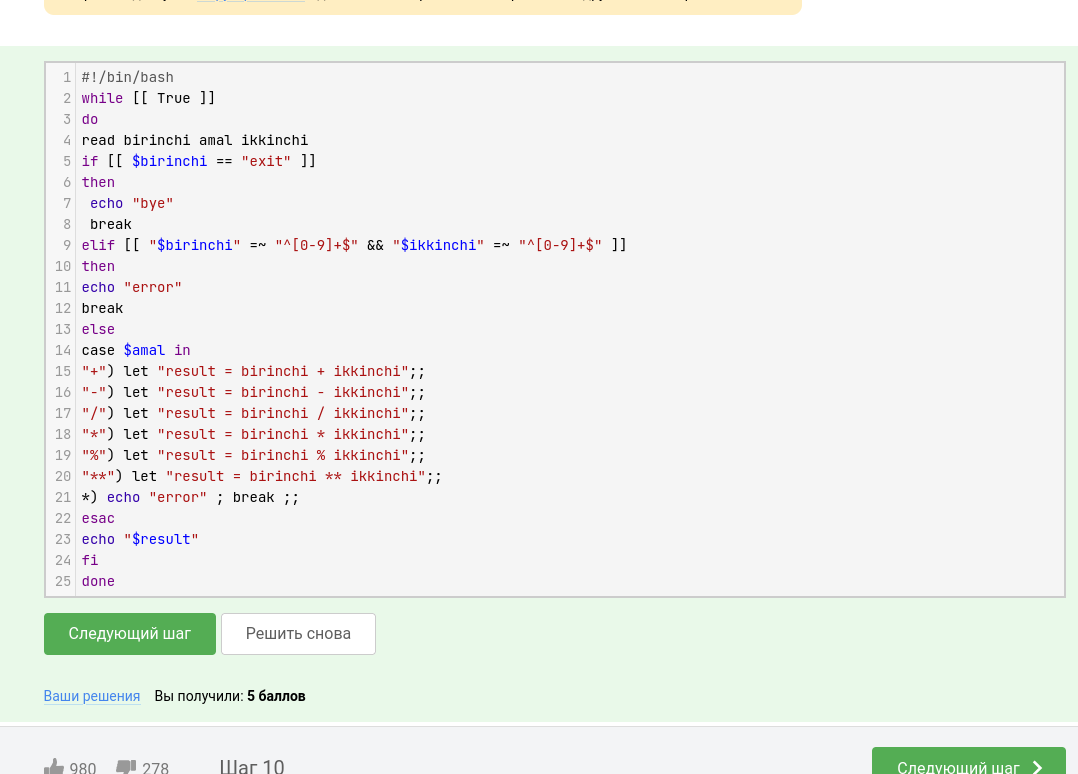 1 #!/bin/bash
2 while [[ True ]]
3 do
4 read birinchi amal ikkinchi
5 if [[ $birinchi == "exit" ]]
6 then
7  echo "bye"
8  break
9 elif [[ "$birinchi" =~ "^[0-9]+$" && "$ikkinchi" =~ "^[0-9]+$" ]]
10 then
11 echo "error"
12 break
13 else
14 case $amal in
15 "+") let "result = birinchi + ikkinchi";;
16 "-") let "result = birinchi - ikkinchi";;
17 "/") let "result = birinchi / ikkinchi";;
18 "*") let "result = birinchi * ikkinchi";;
19 "%") let "result = birinchi % ikkinchi";;
20 "**") let "result = birinchi ** ikkinchi";;
21 *) echo "error" ; break ;;
22 esac
23 echo "$result"
24 fi
25 done
Следующий шаг Решить снова
Ваши решения Вы получили: 5 баллов
980 278 Шаг 10 Следующий шаг